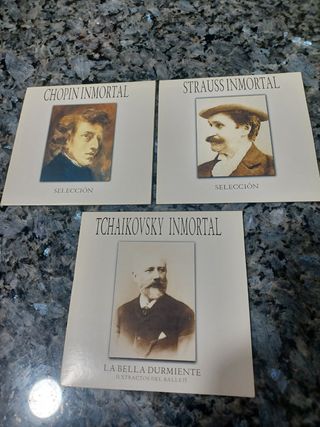 CHOPIN INMORTAL
SELECCIÓN
STRAUSS INMORTAL
SELECCIÓN
TCHAIKOVSKY INMORTAL
LA BELLA DURMIENTE
(EXTRACTOS DEL BALLET)